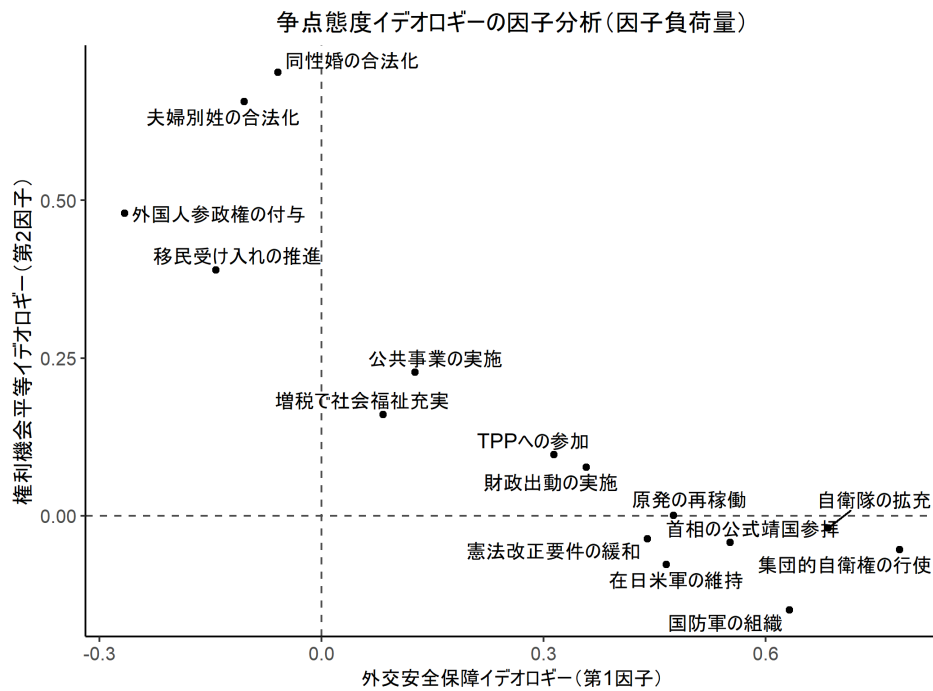 争点態度イデオロギーの因子分析(因子負荷量)
同性婚の合法化
夫婦別姓の合法化
外国人参政権の付与
移民受け入れの推進
公共事業の実施
増税で社会福祉充実
TPPへの参加
財政出動の実施
原発の再稼働
自衛隊の拡充
首相の公式靖国参拝
憲法改正要件の緩和
集団的自衛権の行使
在日米軍の維持
国防軍の組織
権利機会平等イデオロギー(第2因子)
0.50
0.25
0.00
-0.3
0.0
0.3
0.6
外交安全保障イデオロギー(第1因子)